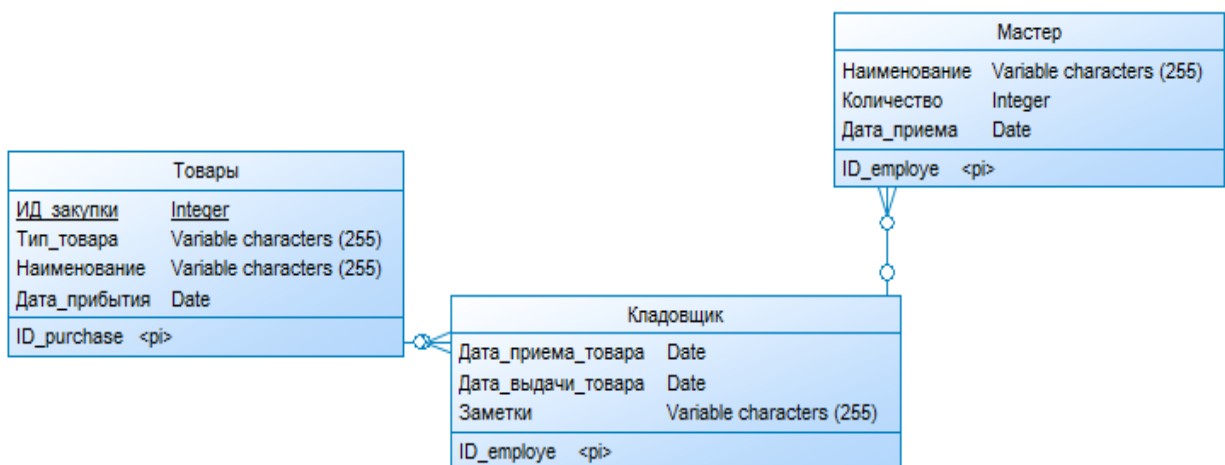 Мастер
Наименование Variable characters (255)
Количество Integer
Дата_приема Date
ID_employe <pi>
Товары
ИД_закупки Integer
Тип_товара Variable characters (255)
Наименование Variable characters (255)
Дата_прибытия Date
ID_purchase <pi>
Кладовщик
Дата_приема_товара Date
Дата_выдачи_товара Date
Заметки Variable characters (255)
ID_employe <pi>